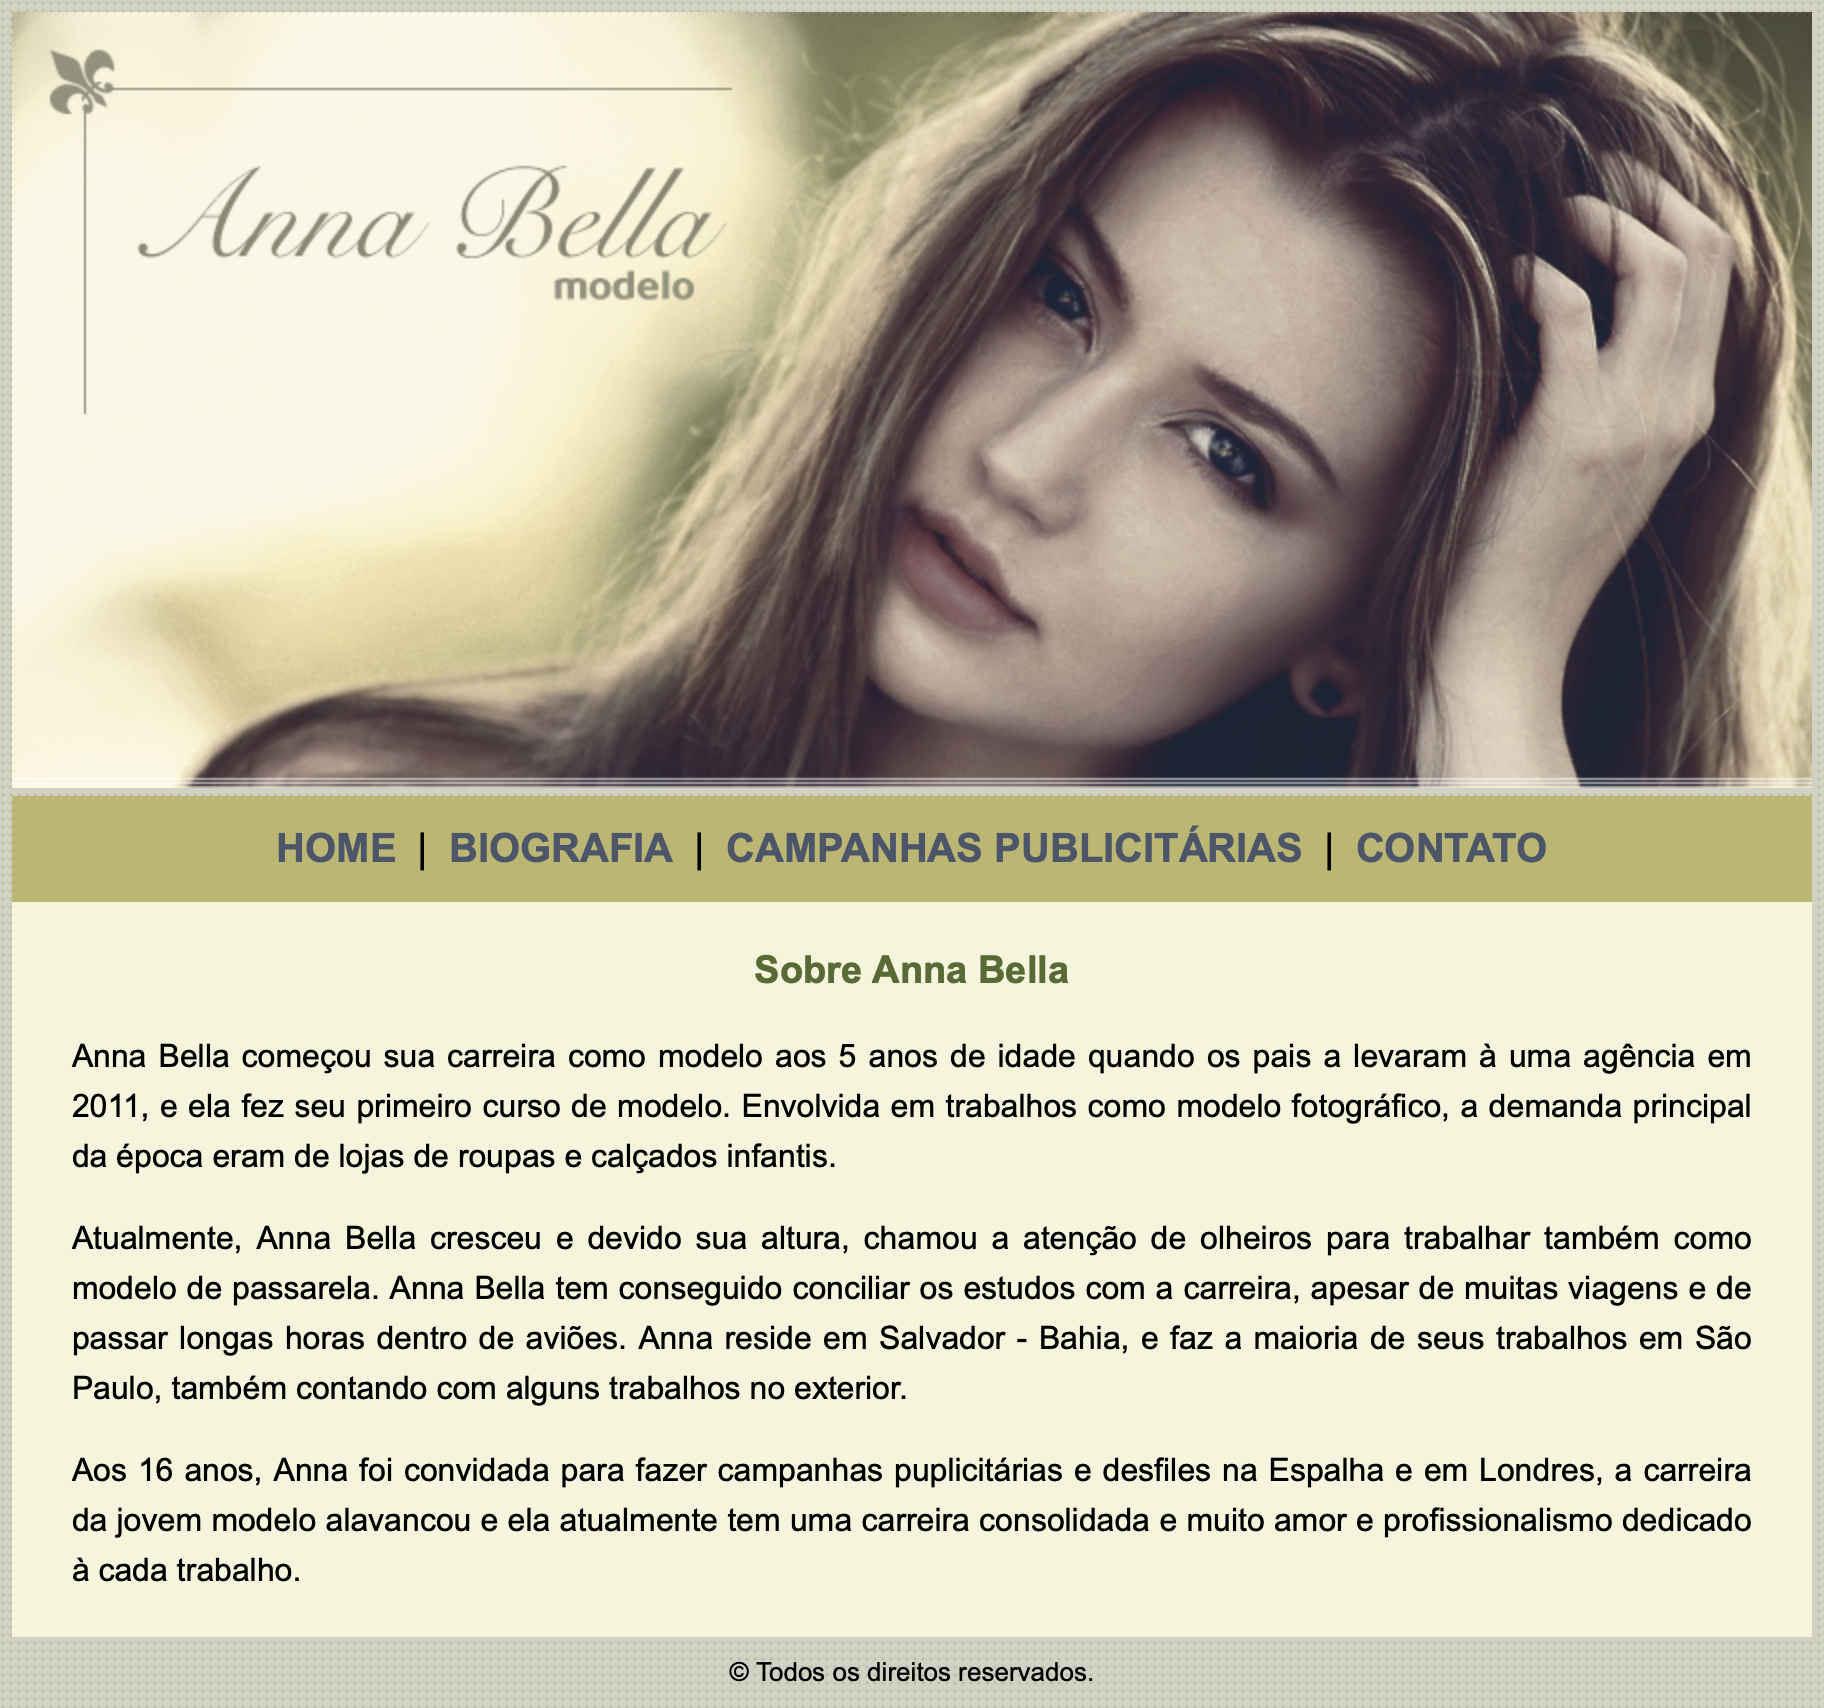 Anna Bella
modelo
HOME | BIOGRAFIA | CAMPANHAS PUBLICITÁRIAS | CONTATO
Sobre Anna Bella
Anna Bella começou sua carreira como modelo aos 5 anos de idade quando os pais a levaram à uma agência em
2011, e ela fez seu primeiro curso de modelo. Envolvida em trabalhos como modelo fotográfico, a demanda principal
da época eram de lojas de roupas e calçados infantis.
Atualmente, Anna Bella cresceu e devido sua altura, chamou a atenção de olheiros para trabalhar também como
modelo de passarela. Anna Bella tem conseguido conciliar os estudos com a carreira, apesar de muitas viagens e de
passar longas horas dentro de aviões. Anna reside em Salvador - Bahia, e faz a maioria de seus trabalhos em São
Paulo, também contando com alguns trabalhos no exterior.
Aos 16 anos, Anna foi convidada para fazer campanhas puplicitárias e desfiles na Espalha e em Londres, a carreira
da jovem modelo alavancou e ela atualmente tem uma carreira consolidada e muito amor e profissionalismo dedicado
à cada trabalho.
© Todos os direitos reservados.